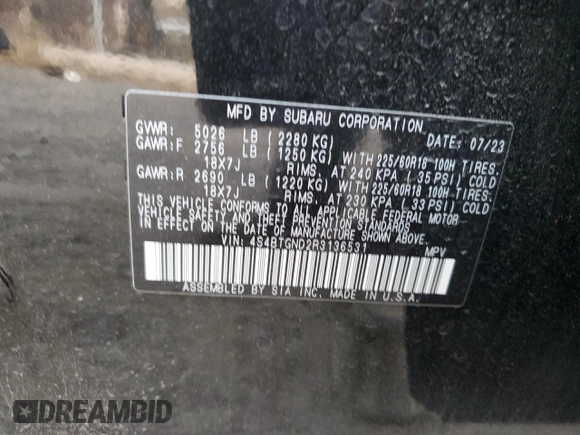 MFD BY SUBARU CORPORATION
GVWR: 5026 LB (2280 KG) DATE: 07/23
GAWR:F 2756 LB (1250 KG) WITH 225/60R18 100H TIRES.
18X7J RIMS, AT 240 KPA (35 PSI) COLD
GAWR:R 2690 LB (1220 KG) WITH 225/60R18 100H TIRES.
18X7J RIMS, AT 230 KPA (33 PSI) COLD
THIS VEHICLE CONFORMS TO ALL APPLICABLE FEDERAL MOTOR
VEHICLE SAFETY AND THEFT PREVENTION STANDARDS
IN EFFECT ON THE DATE OF MANUFACTURE SHOWN ABOVE.
VIN: 4S4BTGND2R3136531 MPV
ASSEMBLED BY SIA INC. MADE IN U.S.A.
DREAMBID